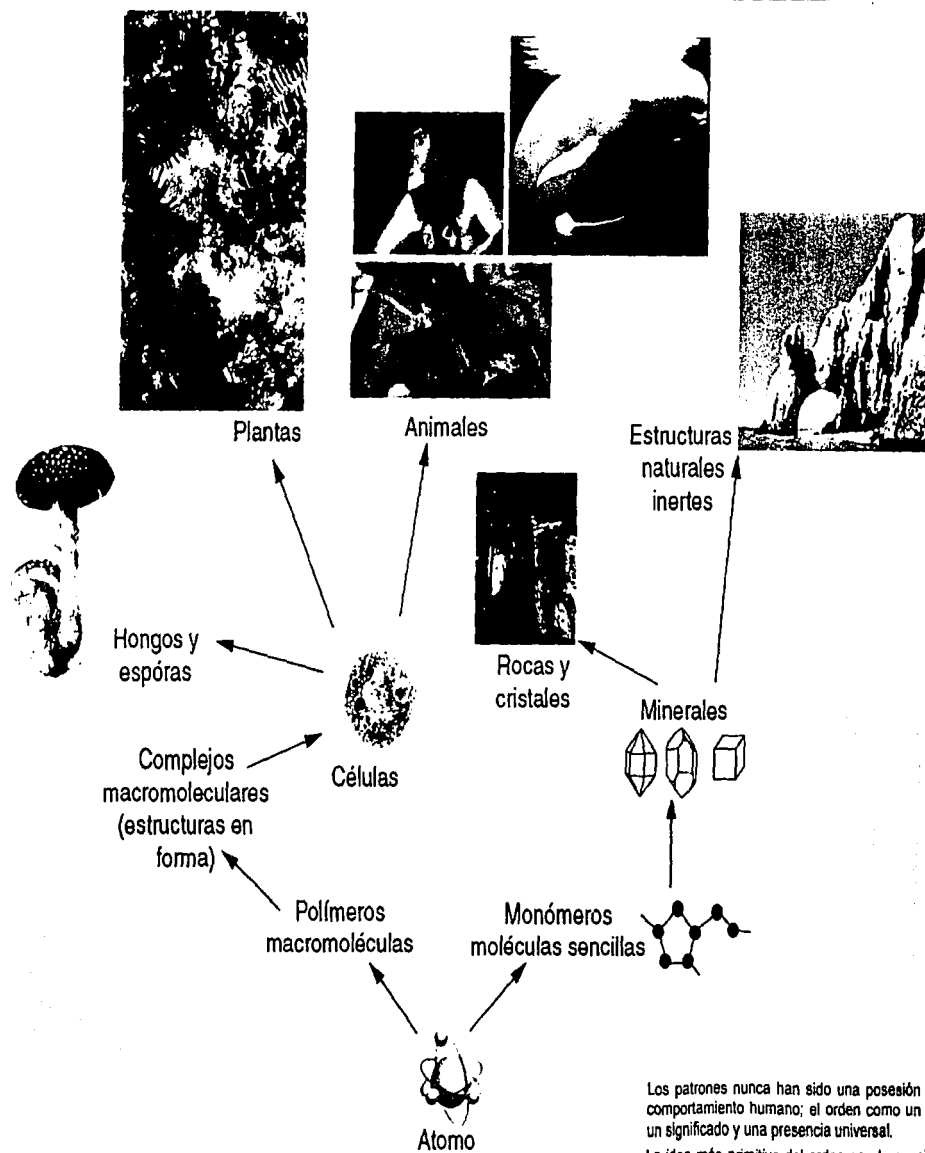 Plantas
Animales
Estructuras
naturales
inertes
Hongos y
espóras
Rocas y
cristales
Minerales
Complejos
macromoleculares
(estructuras en
forma)
Células
Polímeros
macromoléculas
Monómeros
moléculas sencillas
Atomo
Los patrones nunca han sido una posesión
comportamiento humano; el orden como un
un significado y una presencia universal.